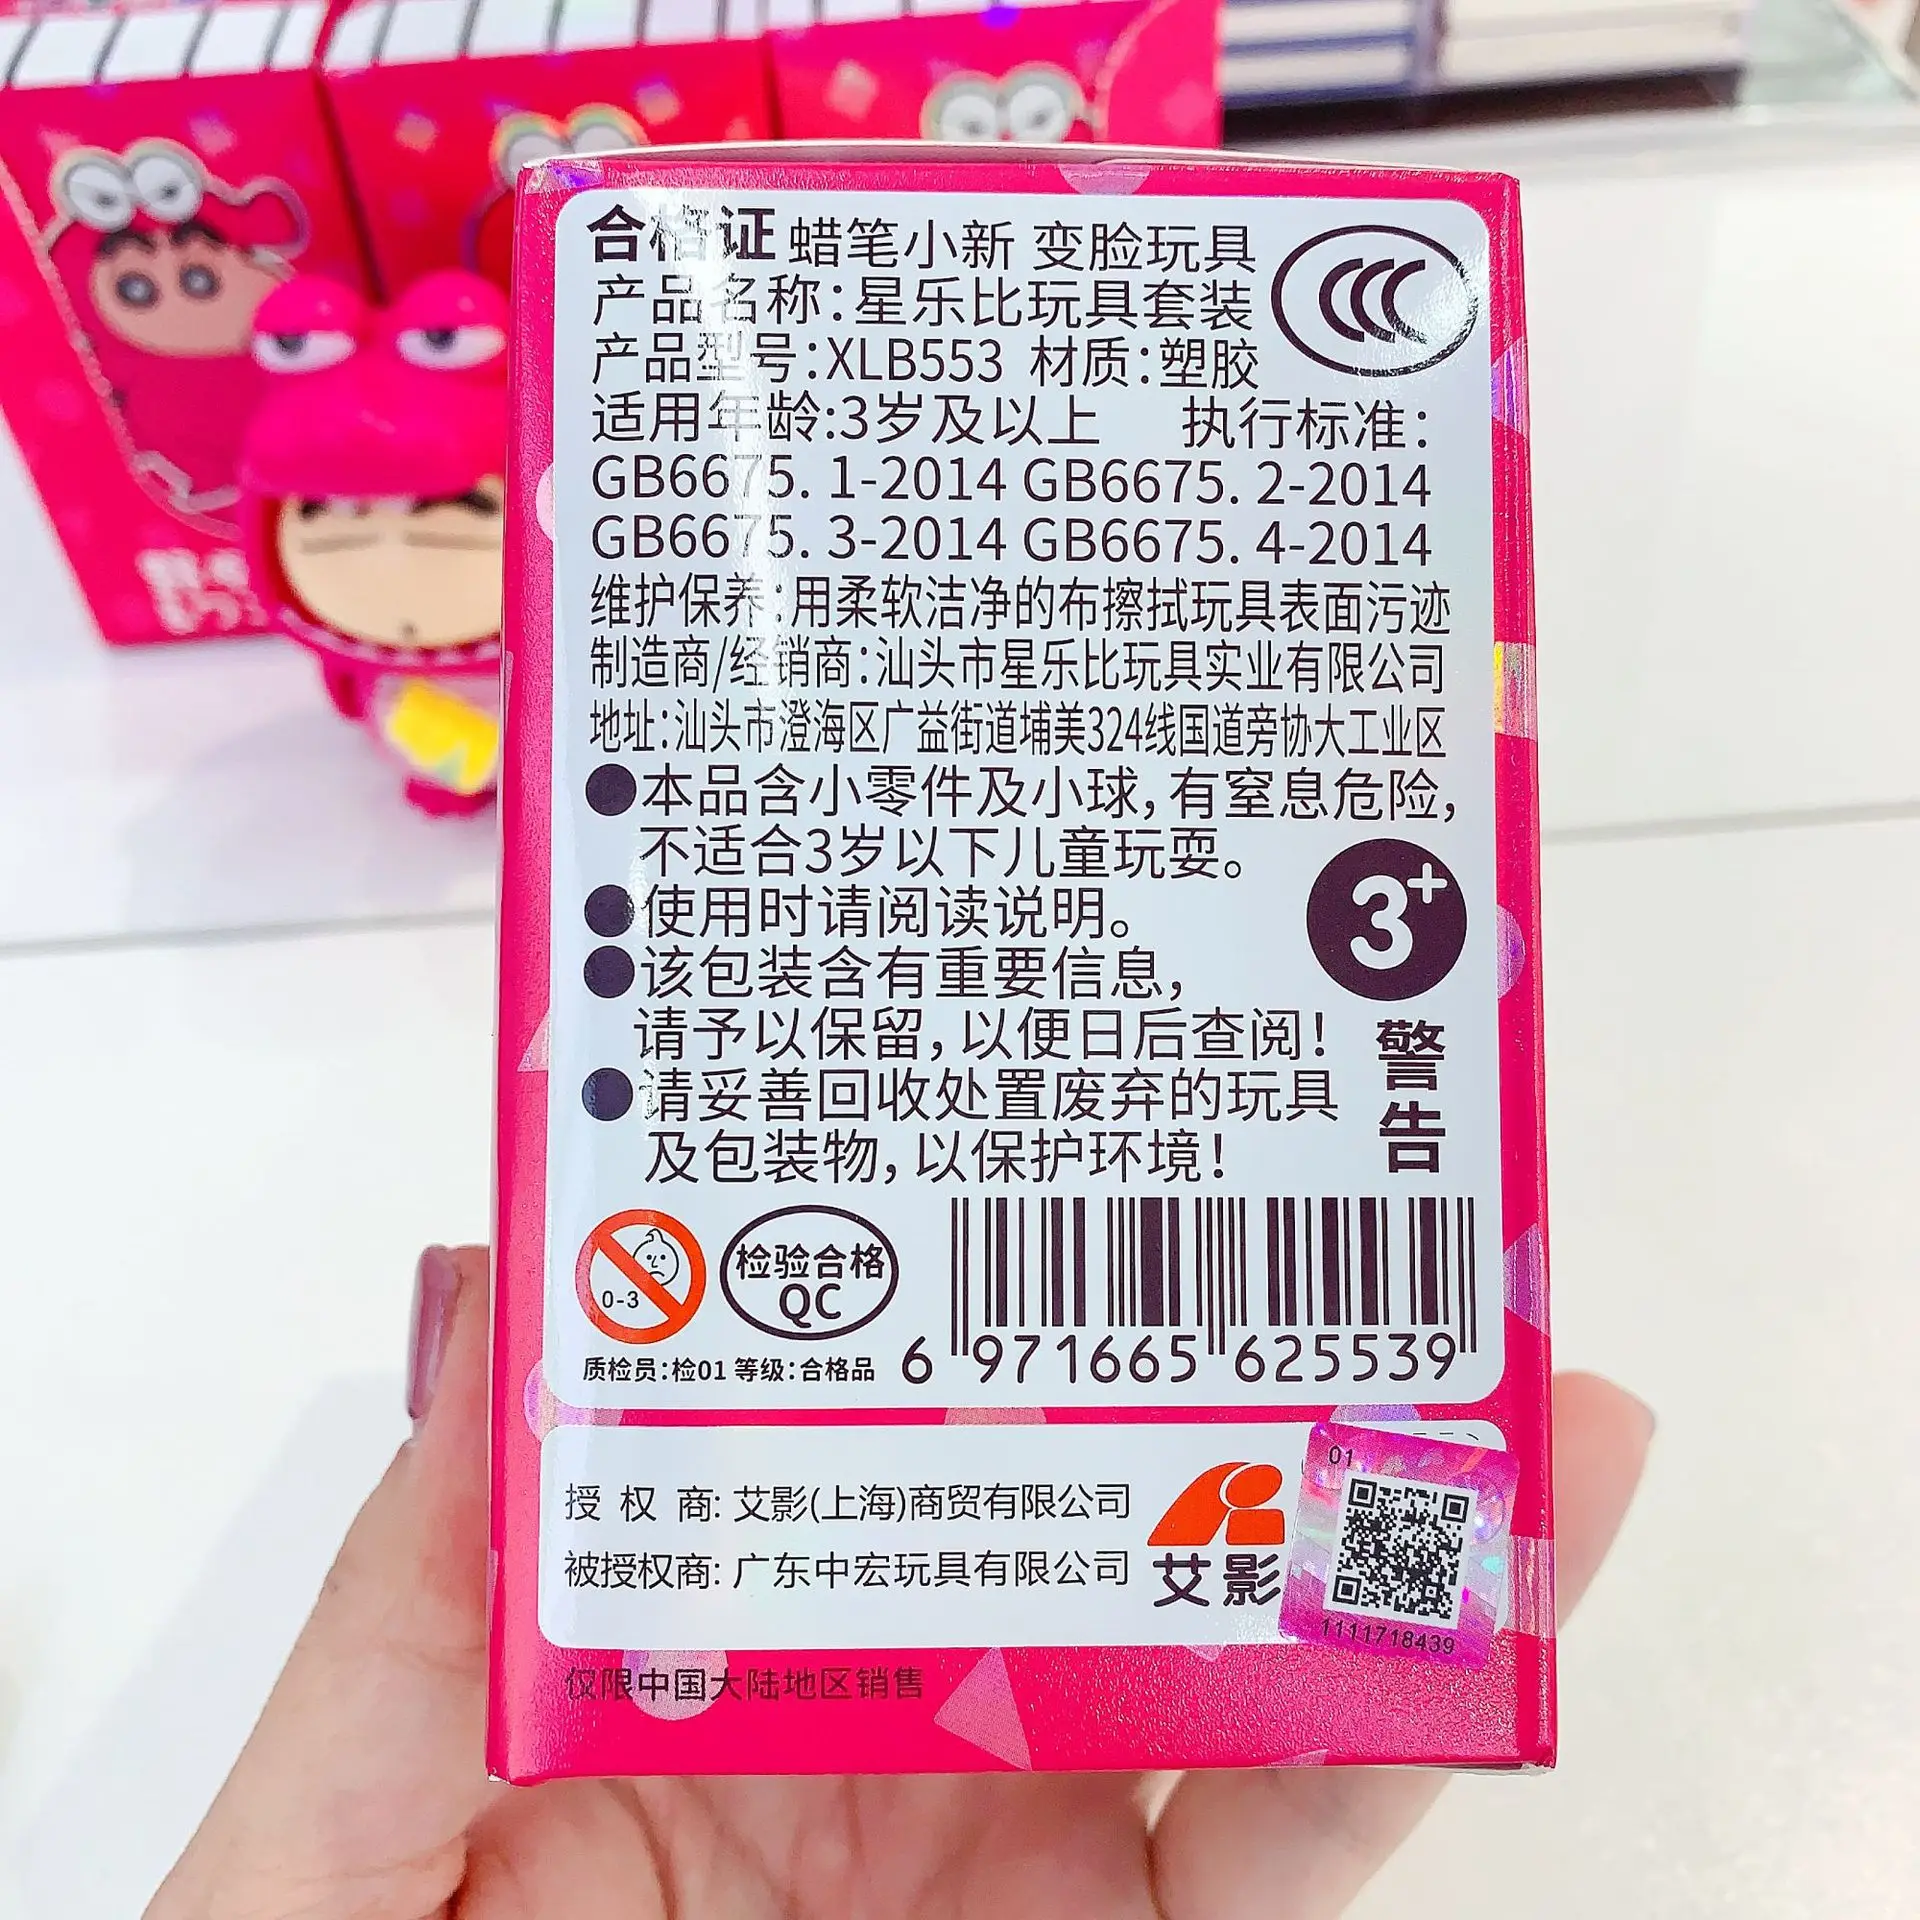 合格证 蜡笔小新 变脸玩具
产品名称:星乐比玩具套装
产品型号:XLB553 材质:塑胶
适用年龄:3岁及以上 执行标准:
GB6675. 1-2014 GB6675. 2-2014
GB6675. 3-2014 GB6675. 4-2014
维护保养:用柔软洁净的布擦拭玩具表面污迹
制造商/经销商:汕头市星乐比玩具实业有限公司
地址:汕头市澄海区广益街道埔美324线国道旁协大工业区
●本品含小零件及小球,有窒息危险,
不适合3岁以下儿童玩耍。
●使用时请阅读说明。
●该包装含有重要信息,
请予以保留,以便日后查阅!
●请妥善回收处置废弃的玩具
及包装物,以保护环境!
3+
警告
0-3
检验合格
QC
质检员:检01 等级:合格品
6 971665 625539
授权商: 艾影(上海)商贸有限公司
被授权商: 广东中宏玩具有限公司
艾影
01
1111718439
仅限中国大陆地区销售